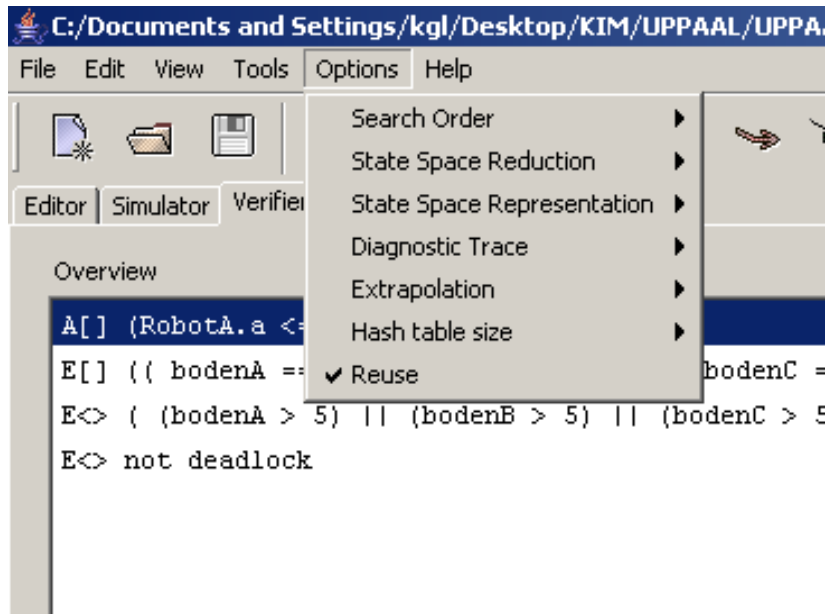 C:/Documents and Settings/kgl/Desktop/KIM/UPPAAL/UPPA
File Edit View Tools Options Help
Search Order
State Space Reduction
Editor Simulator Verifier
State Space Representation
Diagnostic Trace
Overview
Extrapolation
A[] (RobotA.a <=
Hash table size
E[] (( bodenA == bodenC =
Reuse
E<> ( (bodenA > 5) || (bodenB > 5) || (bodenC > 5
E<> not deadlock